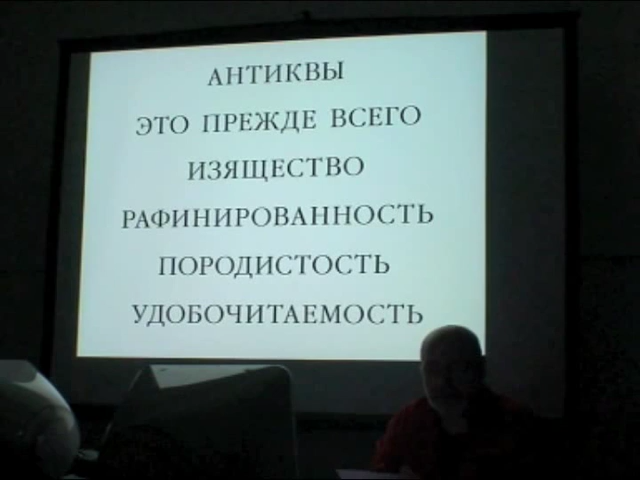 АНТИКВЫ
ЭТО ПРЕЖДЕ ВСЕГО
ИЗЯЩЕСТВО
РАФИНИРОВАННОСТЬ
ПОРОДИСТОСТЬ
УДОБОЧИТАЕМОСТЬ